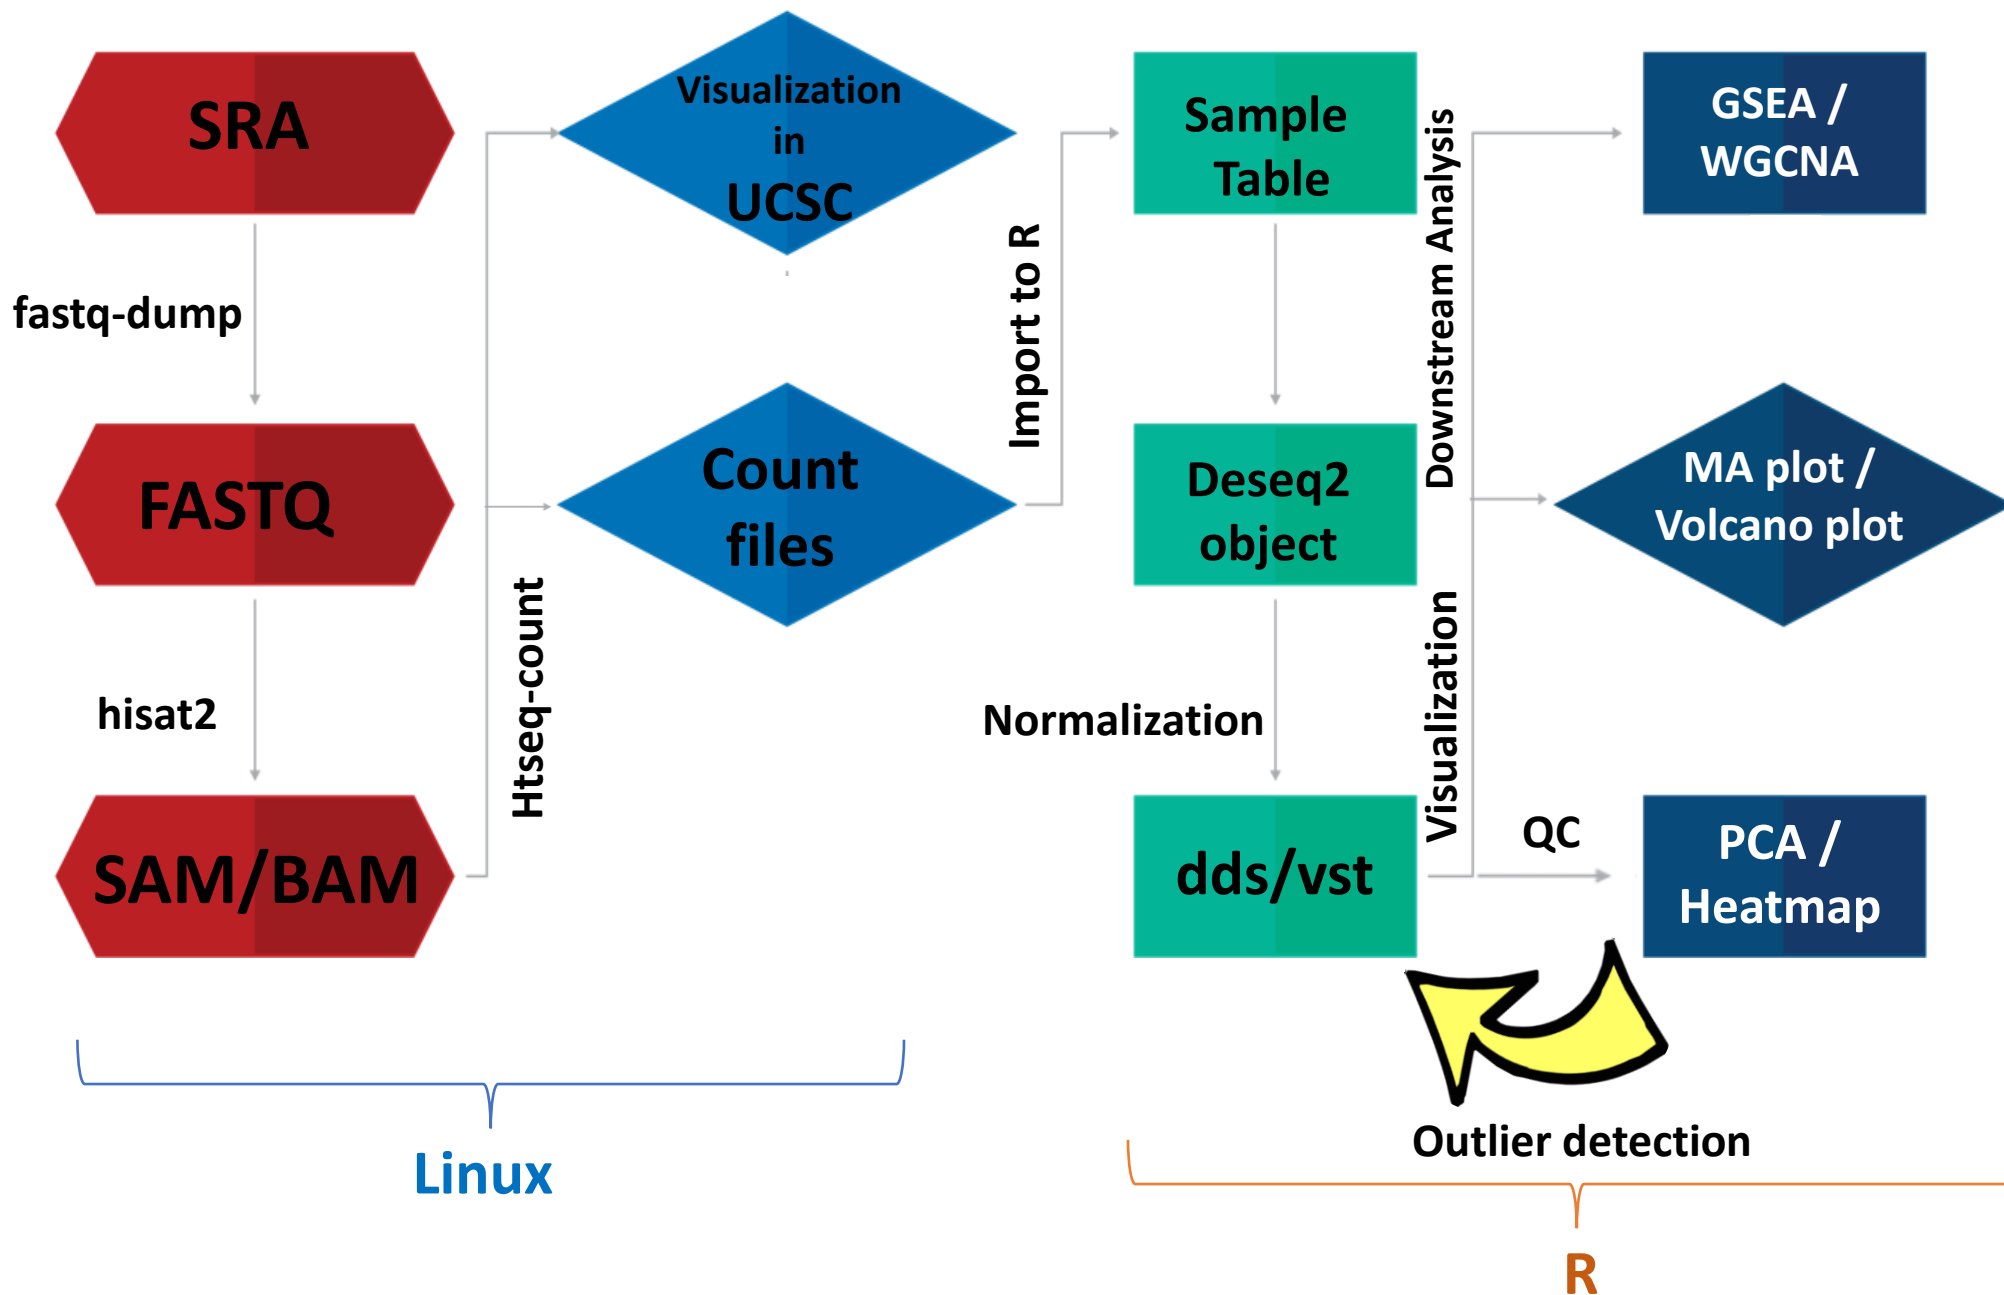 SRA
fastq-dump
FASTQ
hisat2
SAM/BAM
Htseq-count
Visualization
in
UCSC
Count
files
Import to R
Sample
Table
Deseq2
object
Normalization
dds/vst
Downstream Analysis
Visualization
QC
GSEA /
WGCNA
MA plot /
Volcano plot
PCA /
Heatmap
Outlier detection
Linux
R